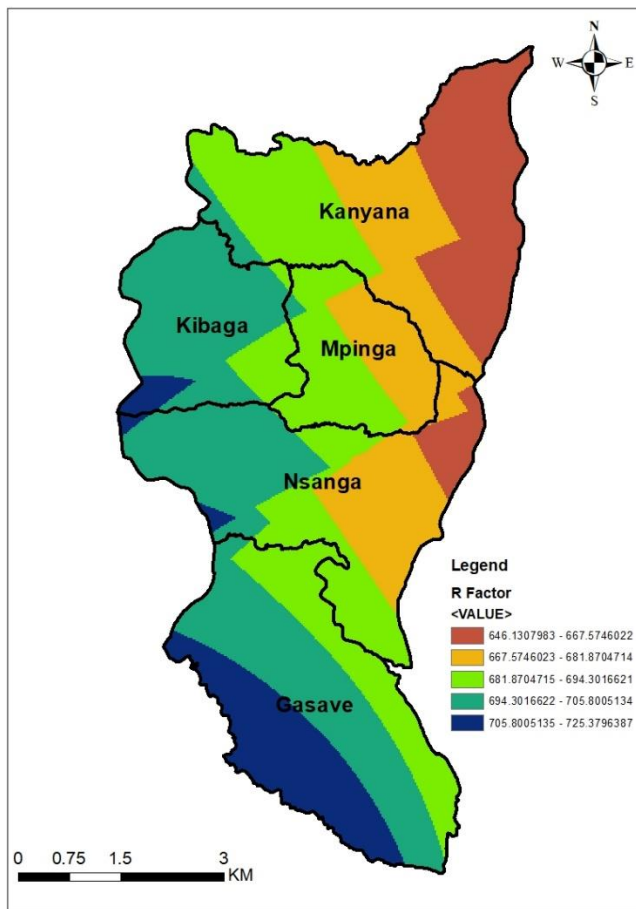 N
W E
S
Kanyana
Kibaga
Mpinga
Nsanga
Gasave
Legend
R Factor
<VALUE>
646.1307983 - 667.5746022
667.5746023 - 681.8704714
681.8704715 - 694.3016621
694.3016622 - 705.8005134
705.8005135 - 725.3796387
0 0.75 1.5 3
KM